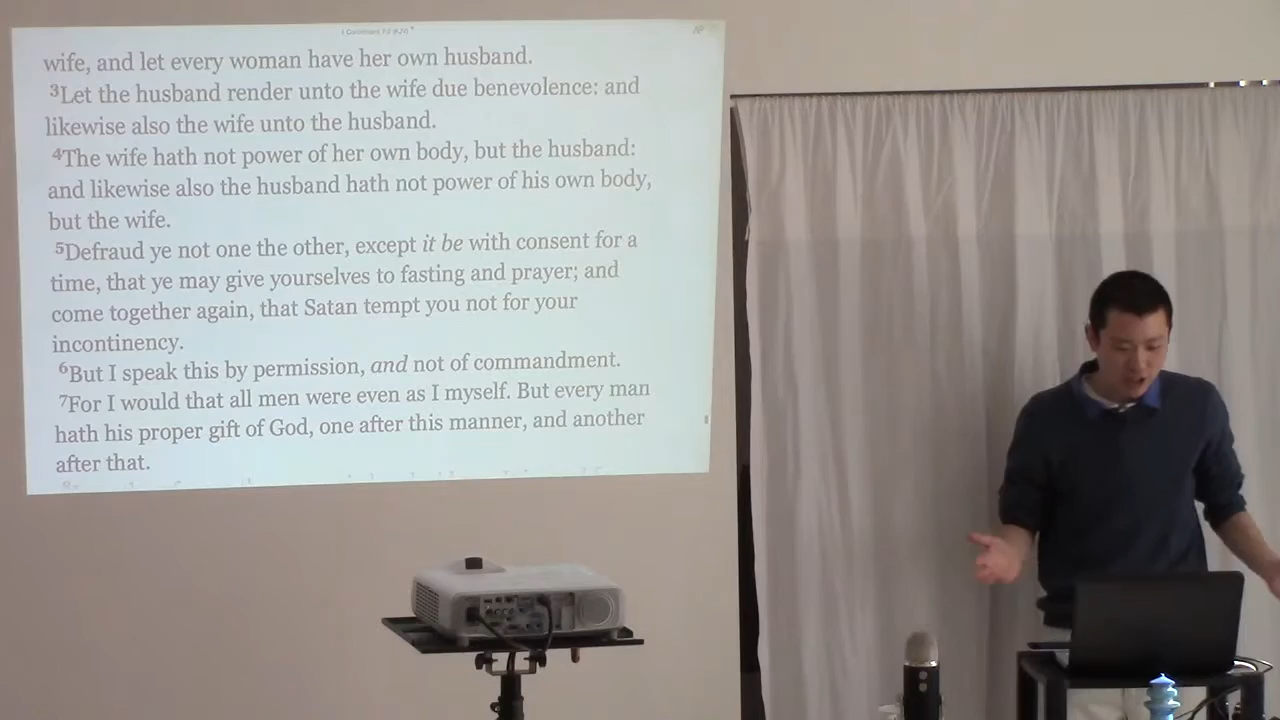 1 Corinthians 7:2 (KJV)
wife, and let every woman have her own husband.
3Let the husband render unto the wife due benevolence: and
likewise also the wife unto the husband.
4The wife hath not power of her own body, but the husband:
and likewise also the husband hath not power of his own body,
but the wife.
5Defraud ye not one the other, except it be with consent for a
time, that ye may give yourselves to fasting and prayer; and
come together again, that Satan tempt you not for your
incontinency.
6But I speak this by permission, and not of commandment.
7For I would that all men were even as I myself. But every man
hath his proper gift of God, one after this manner, and another
after that.